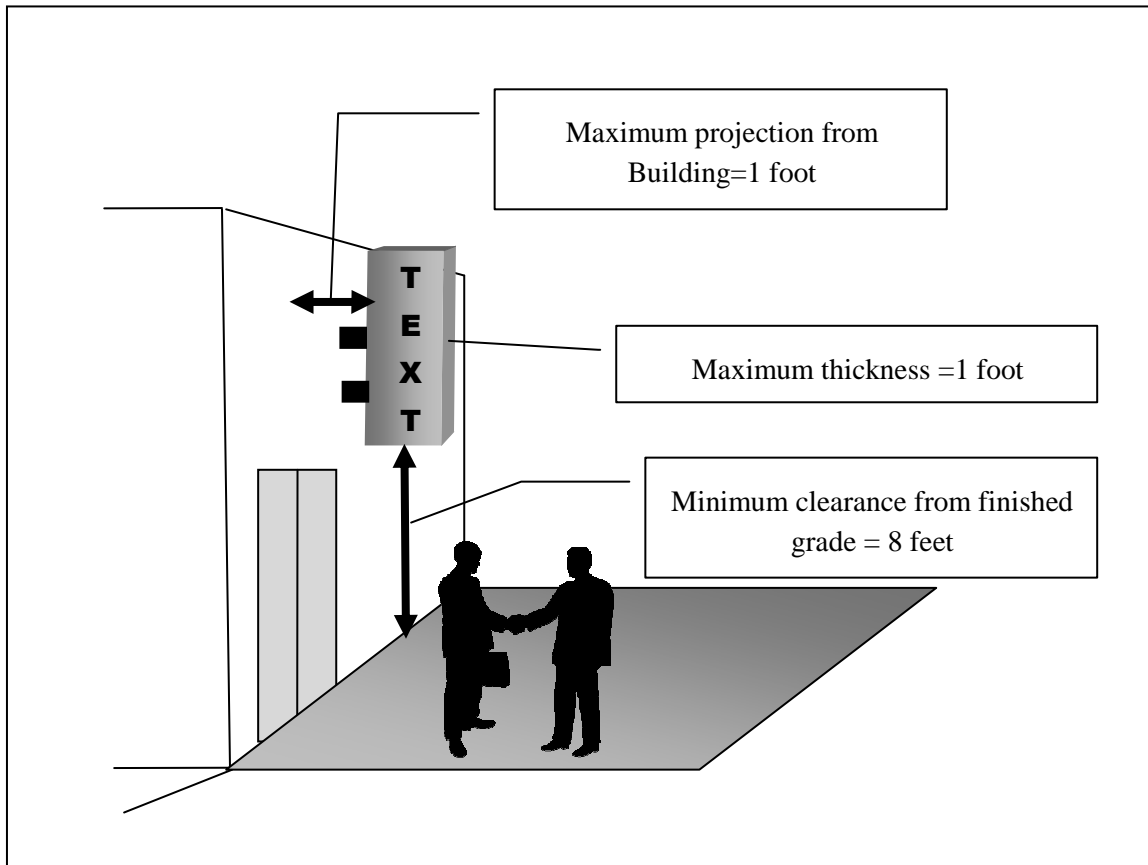 Maximum projection from
Building=1 foot
T
E
X
T
Maximum thickness =1 foot
Minimum clearance from finished
grade = 8 feet